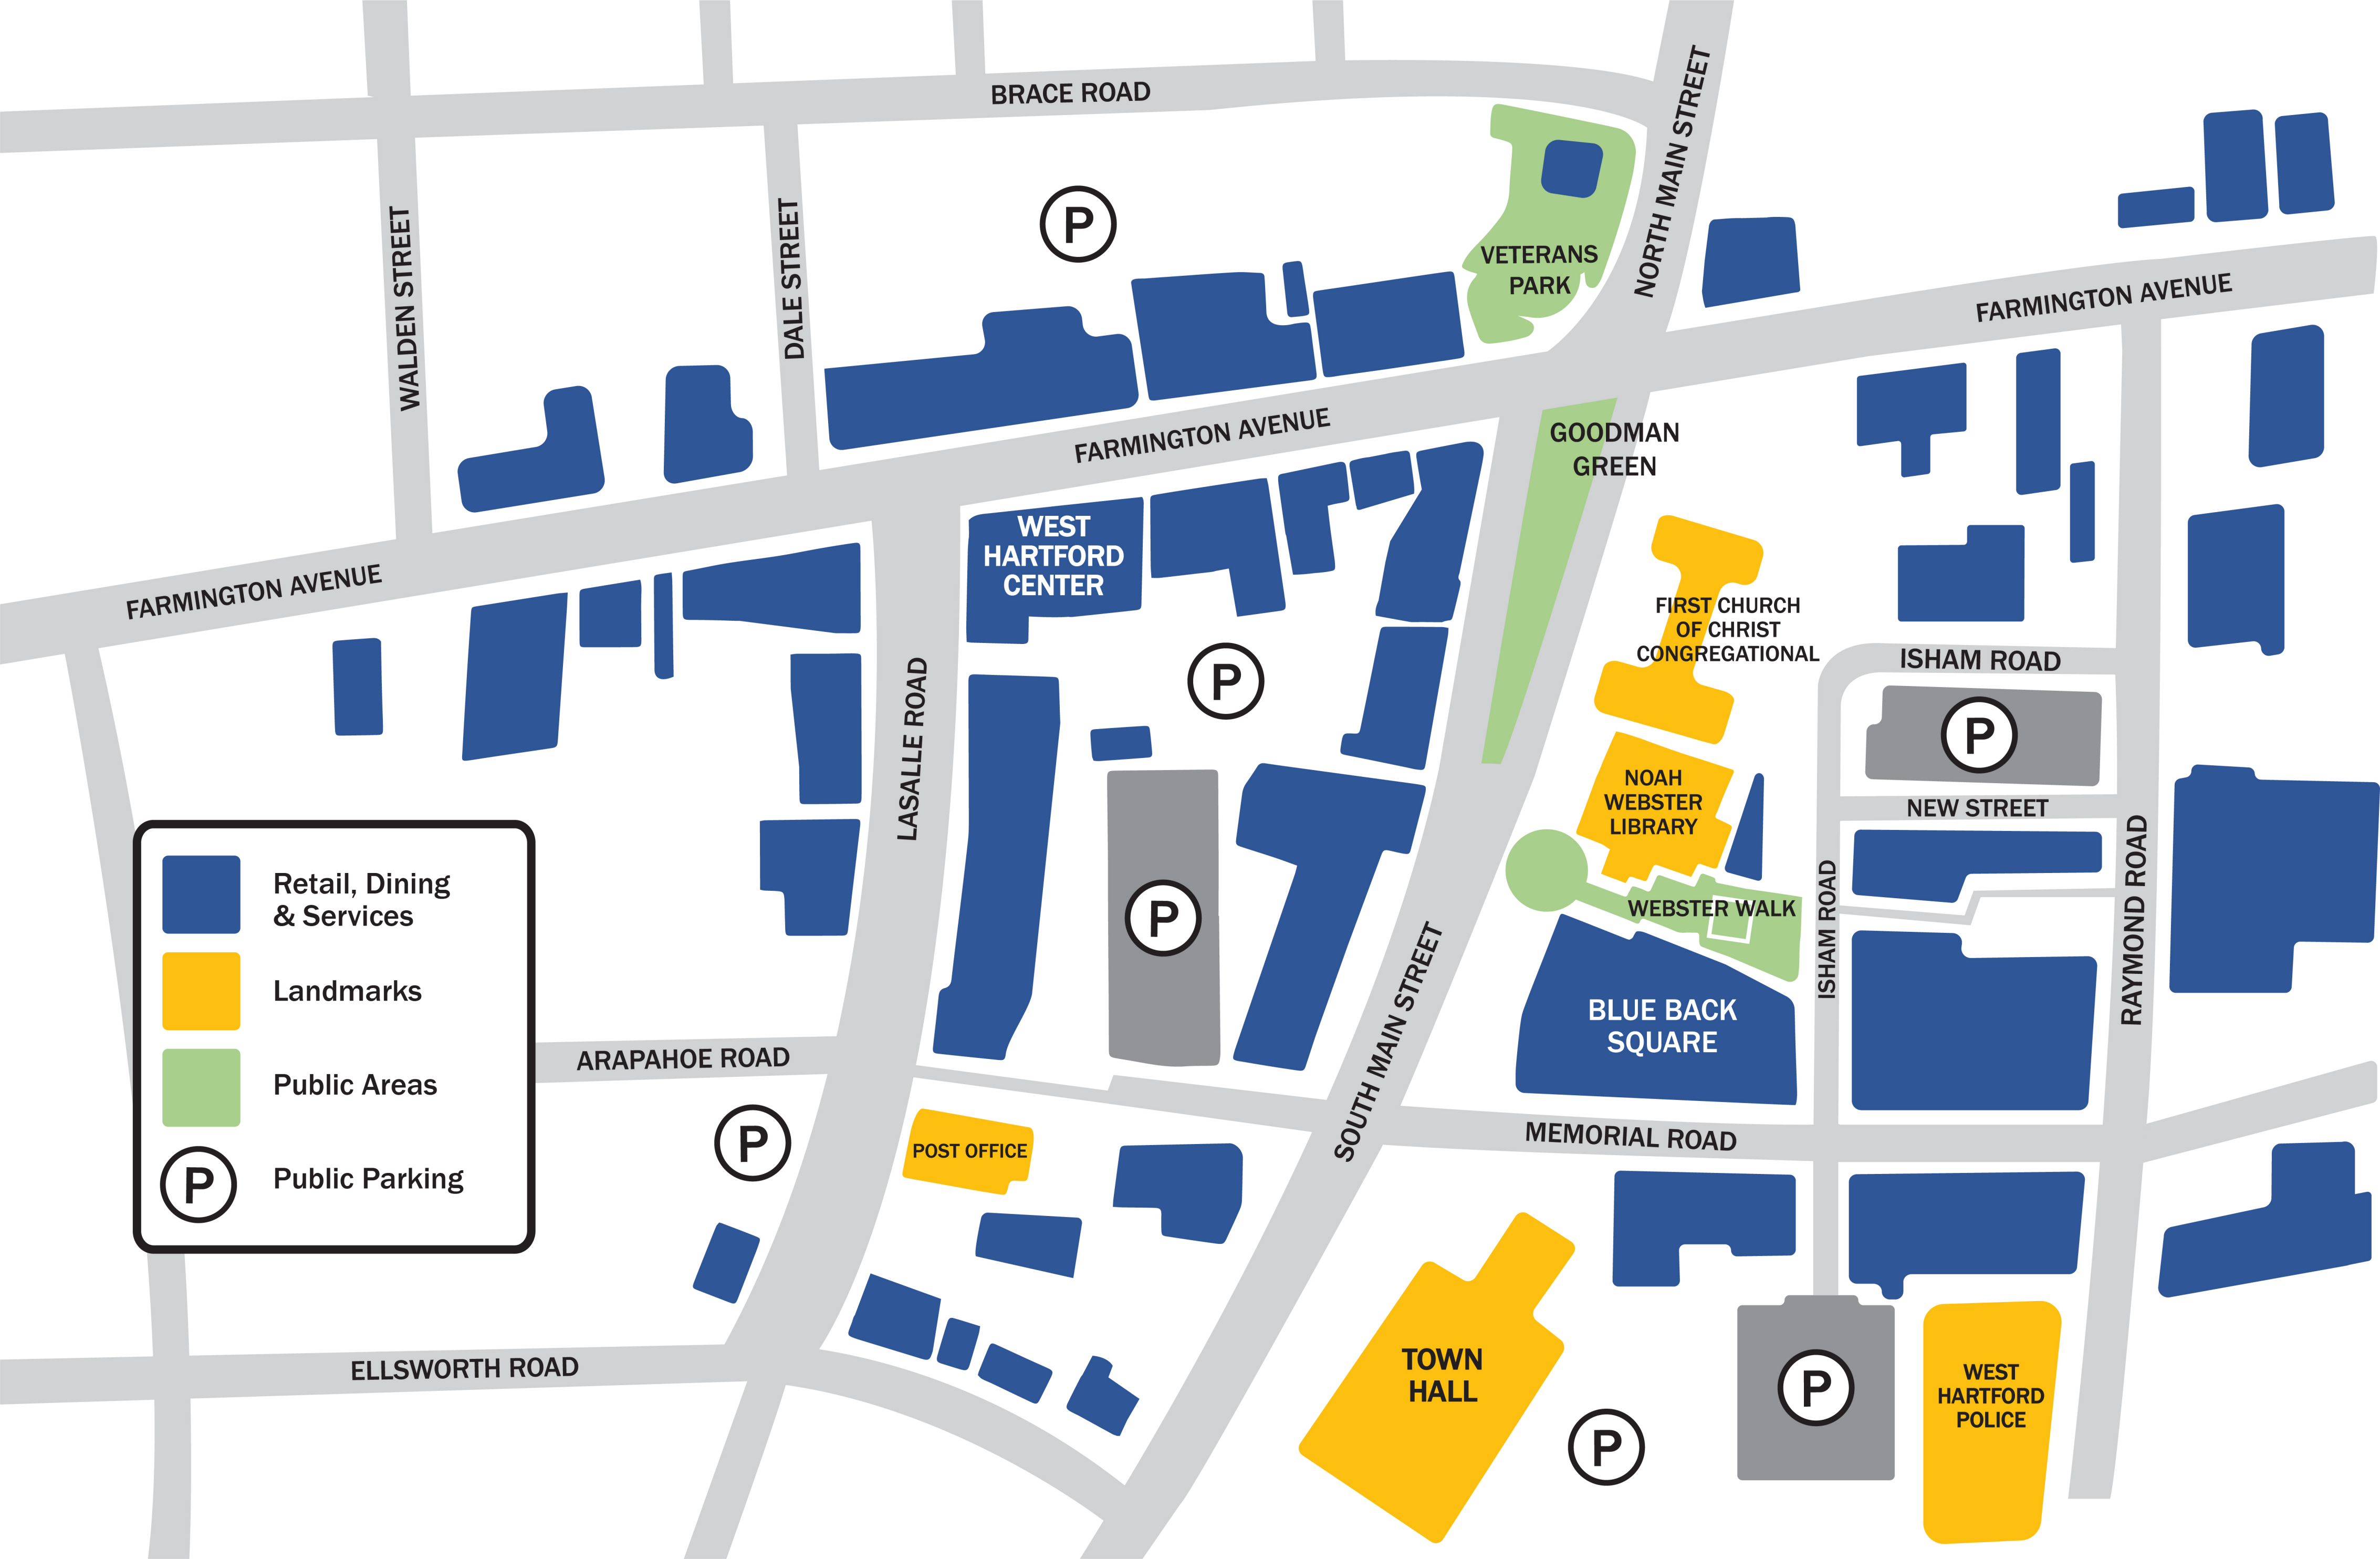 BRACE ROAD
NORTH MAIN STREET
P
WALDEN STREET
DALE STREET
VETERANS
PARK
FARMINGTON AVENUE
FARMINGTON AVENUE
GOODMAN
GREEN
FARMINGTON AVENUE
WEST
HARTFORD
CENTER
FIRST CHURCH
OF CHRIST
CONGREGATIONAL
ISHAM ROAD
P
P
LASALLE ROAD
NOAH
WEBSTER
LIBRARY
NEW STREET
RAYMOND ROAD
ISHAM ROAD
WEBSTER WALK
P
SOUTH MAIN STREET
BLUE BACK
SQUARE
Retail, Dining
& Services
Landmarks
Public Areas
P
Public Parking
ARAPAHOE ROAD
P
POST OFFICE
MEMORIAL ROAD
ELLSWORTH ROAD
TOWN
HALL
P
P
WEST
HARTFORD
POLICE